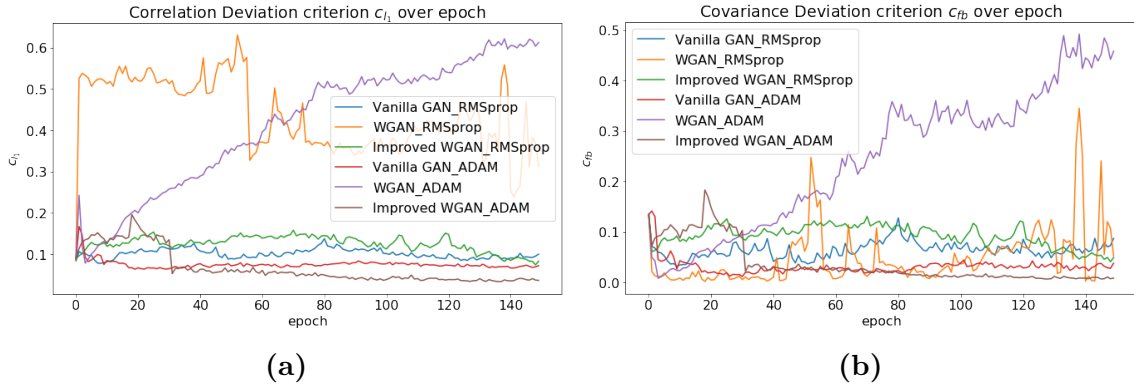 Correlation Deviation criterion c_{l_1} over epoch
0.6
0.5
0.4
0.3
0.2
0.1
c_{l_1}
Vanilla GAN_RMSprop
WGAN_RMSprop
Improved WGAN_RMSprop
Vanilla GAN_ADAM
WGAN_ADAM
Improved WGAN_ADAM
0 20 40 60 80 100 120 140
epoch
(a)
Covariance Deviation criterion c_{fb} over epoch
0.5
0.4
0.3
0.2
0.1
0.0
c_{fb}
Vanilla GAN_RMSprop
WGAN_RMSprop
Improved WGAN_RMSprop
Vanilla GAN_ADAM
WGAN_ADAM
Improved WGAN_ADAM
0 20 40 60 80 100 120 140
epoch
(b)